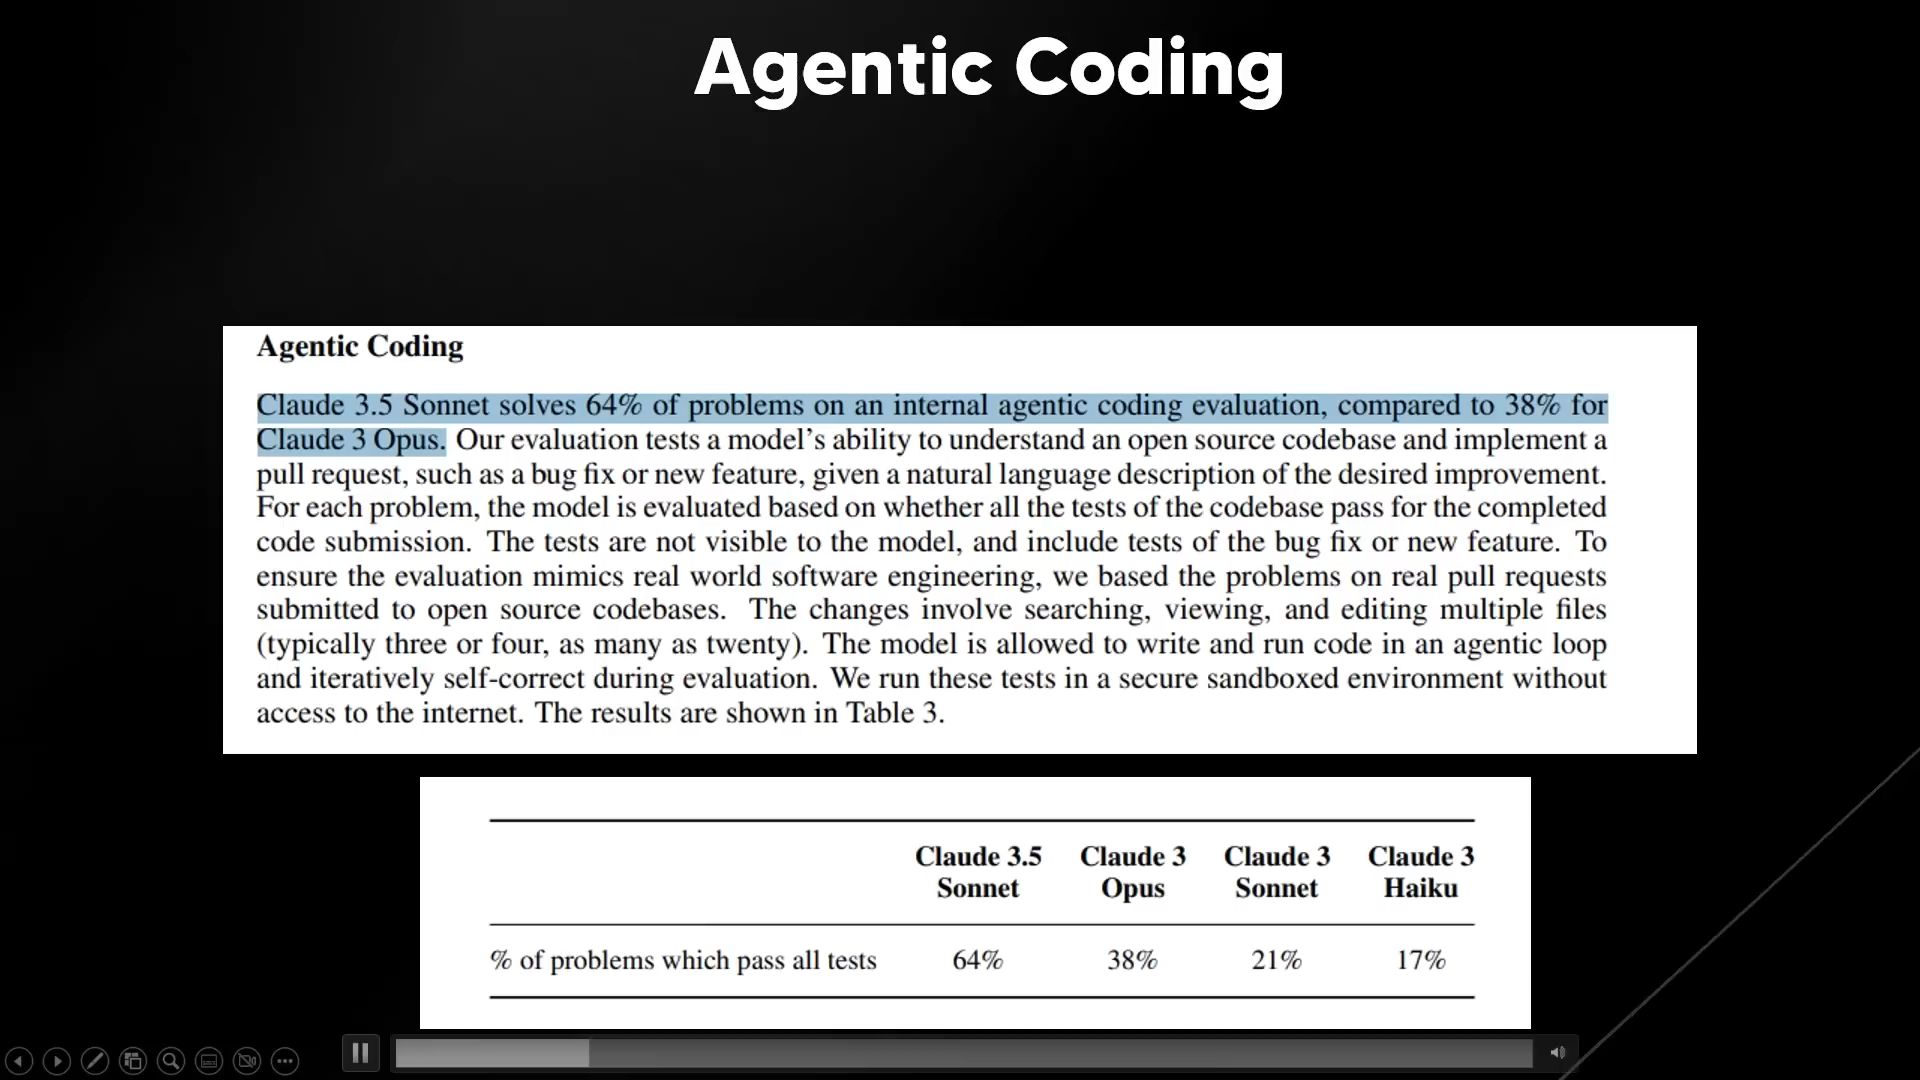 Agentic Coding
Agentic Coding
Claude 3.5 Sonnet solves 64% of problems on an internal agentic coding evaluation, compared to 38% for
Claude 3 Opus. Our evaluation tests a model's ability to understand an open source codebase and implement a
pull request, such as a bug fix or new feature, given a natural language description of the desired improvement.
For each problem, the model is evaluated based on whether all the tests of the codebase pass for the completed
code submission. The tests are not visible to the model, and include tests of the bug fix or new feature. To
ensure the evaluation mimics real world software engineering, we based the problems on real pull requests
submitted to open source codebases. The changes involve searching, viewing, and editing multiple files
(typically three or four, as many as twenty). The model is allowed to write and run code in an agentic loop
and iteratively self-correct during evaluation. We run these tests in a secure sandboxed environment without
access to the internet. The results are shown in Table 3.
Claude 3.5 Claude 3 Claude 3 Claude 3
Sonnet Opus Sonnet Haiku
% of problems which pass all tests 64% 38% 21% 17%